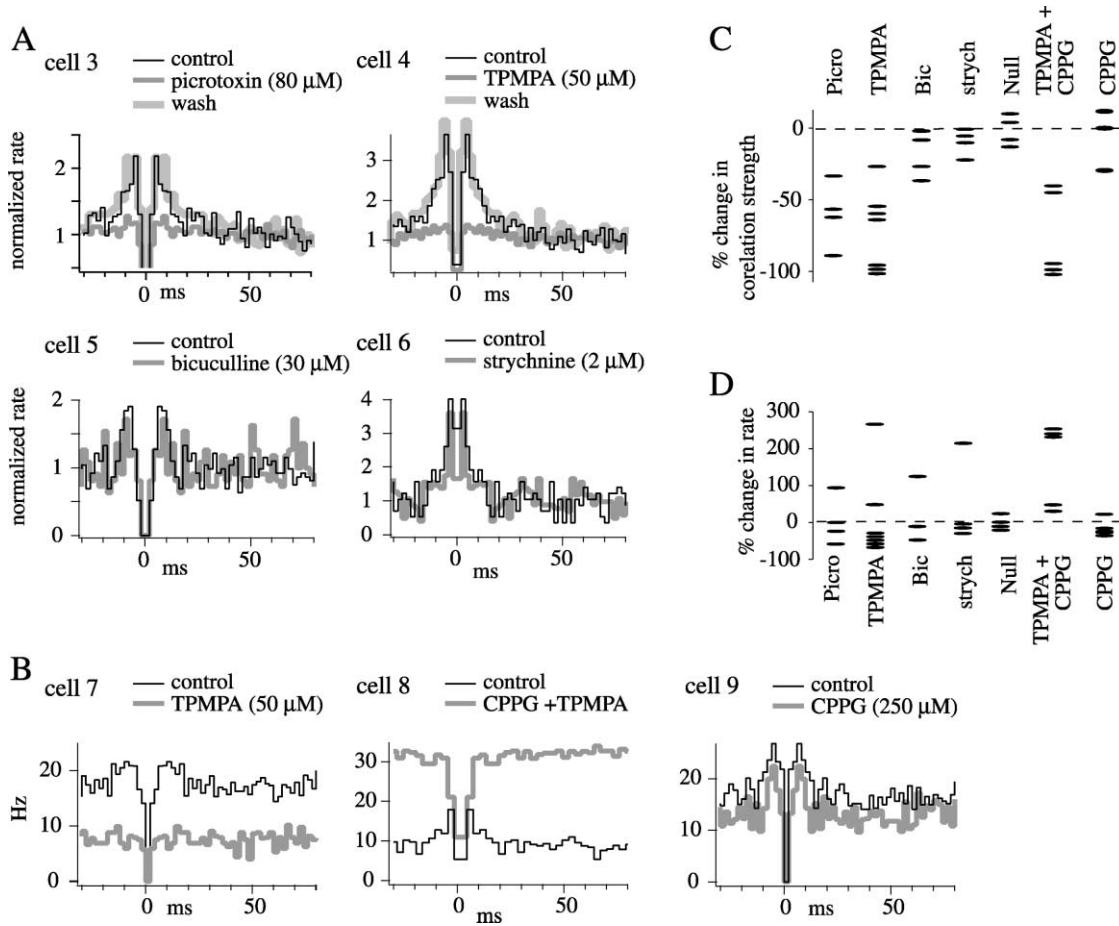 A
cell 3
control
picrotoxin (80 μM)
wash
normalized rate
2
1
0
ms
50
cell 4
control
TPMPA (50 μM)
wash
3
2
1
0
ms
50
cell 5
control
bicuculline (30 μM)
normalized rate
2
1
0
0
ms
50
cell 6
control
strychnine (2 μM)
4
3
2
1
0
0
ms
50
B
cell 7
control
TPMPA (50 μM)
Hz
20
10
0
0
ms
50
cell 8
control
CPPG +TPMPA
30
20
10
0
0
ms
50
cell 9
control
CPPG (250 μM)
20
10
0
0
ms
50
C
Picro
TPMPA
Bic
strych
Null
TPMPA +
CPPG
CPPG
% change in
corelation strength
0
-50
-100
D
% change in rate
300
200
100
0
-100
Picro
TPMPA
Bic
strych
Null
TPMPA +
CPPG
CPPG